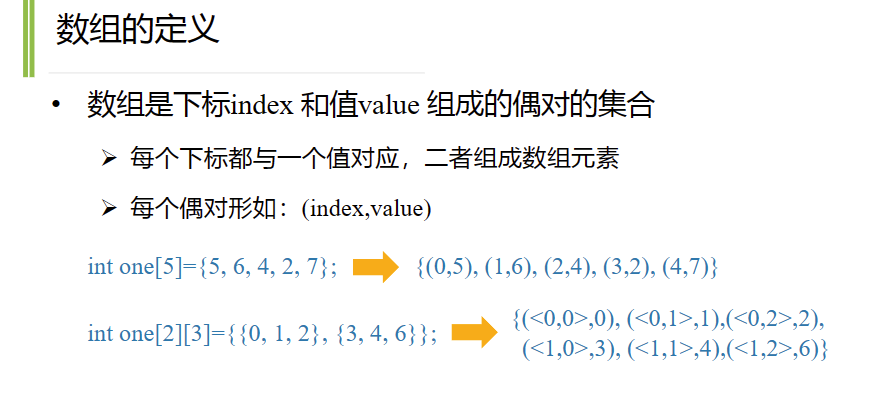 数组的定义
• 数组是下标index 和值value 组成的偶对的集合
➢ 每个下标都与一个值对应，二者组成数组元素
➢ 每个偶对形如：(index,value)
int one[5]={5, 6, 4, 2, 7}; {(0,5), (1,6), (2,4), (3,2), (4,7)}
int one[2][3]={{0, 1, 2}, {3, 4, 6}}; {(<0,0>,0), (<0,1>,1),(<0,2>,2),
(<1,0>,3), (<1,1>,4),(<1,2>,6)}